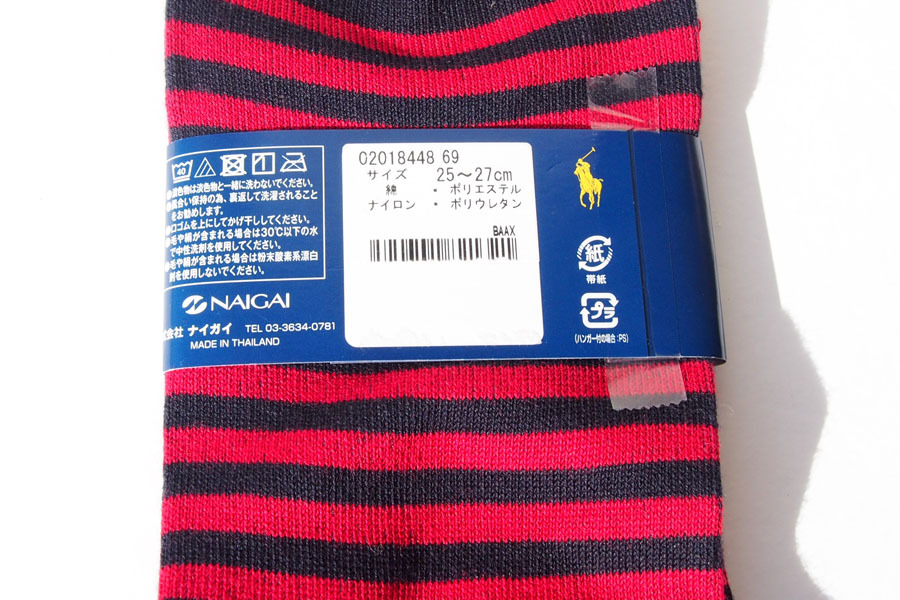 40
濃色物は淡色物と一緒に洗わないでください。
風合い保持の為、裏返して洗濯されること
をお勧めします。
口ゴムを上にしてかげ干ししてください。
毛や絹が含まれる場合は30℃以下の水
で中性洗剤を使用してください。
毛や絹が含まれる場合は粉末酸素系漂白
剤を使用しないでください。
NAIGAI
式会社 ナイガイ TEL 03-3634-0781
MADE IN THAILAND
02018448 69
サイズ 25～27cm
綿 ・ ポリエステル
ナイロン ・ ポリウレタン
BAAX
紙
帯紙
プラ
(ハンガー付の場合:PS)